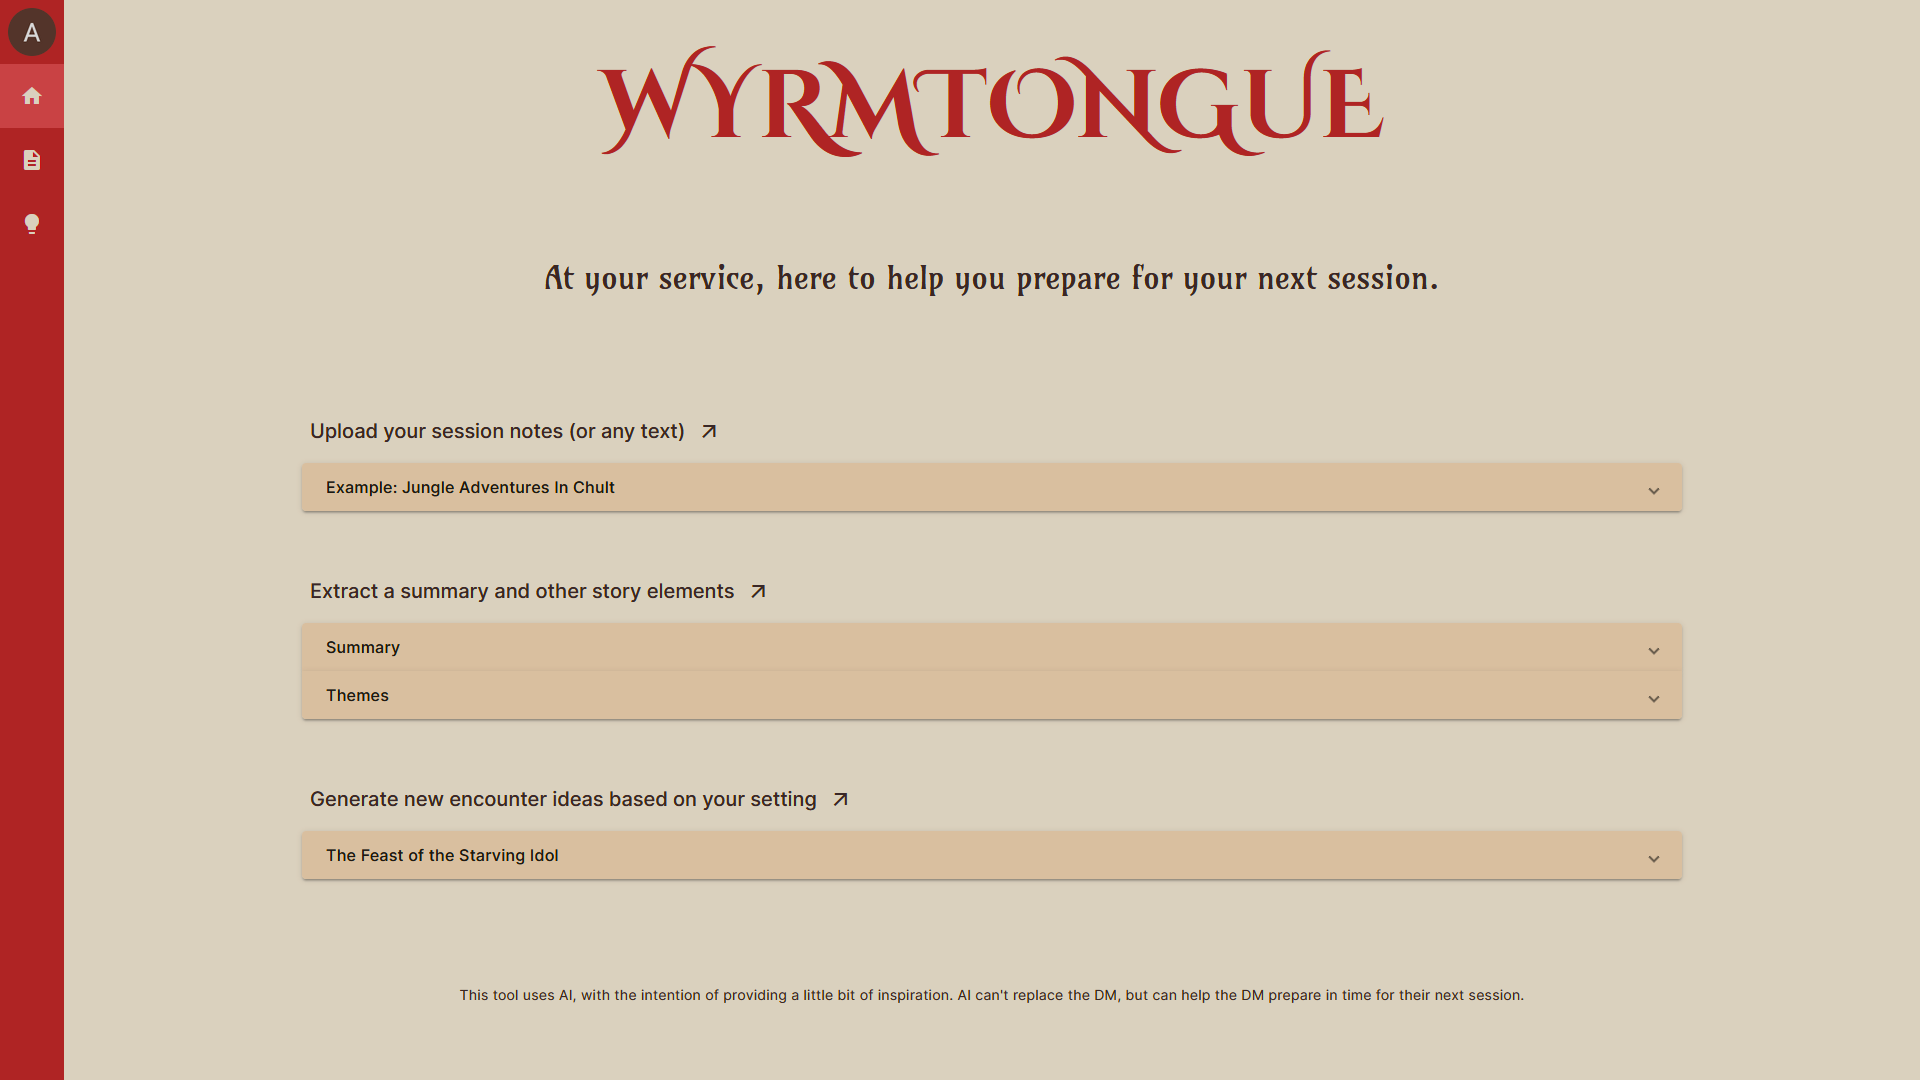 A
WYRMTONGUE
At your service, here to help you prepare for your next session.
Upload your session notes (or any text)
Example: Jungle Adventures In Chult
Extract a summary and other story elements
Summary
Themes
Generate new encounter ideas based on your setting
The Feast of the Starving Idol
This tool uses AI, with the intention of providing a little bit of inspiration. AI can't replace the DM, but can help the DM prepare in time for their next session.